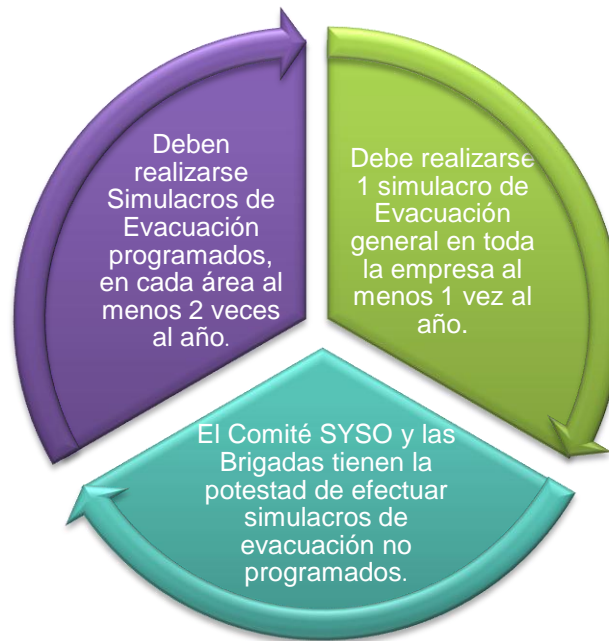 Deben
realizarse
Simulacros de
Evacuación
programados,
en cada área al
menos 2 veces
al año.
Debe realizarse
1 simulacro de
Evacuación
general en toda
la empresa al
menos 1 vez al
año.
El Comité SYSO y las
Brigadas tienen la
potestad de efectuar
simulacros de
evacuación no
programados.